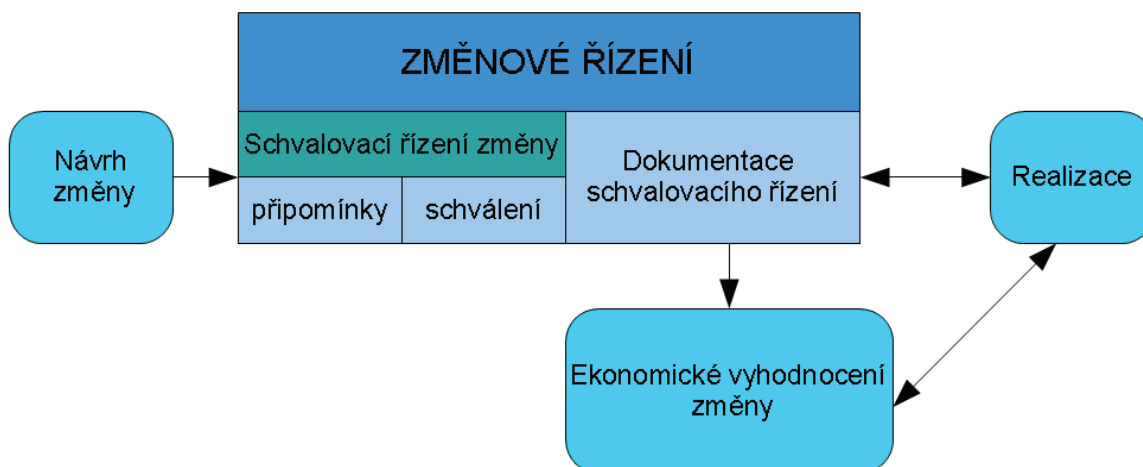 ZMĚNOVÉ ŘÍZENÍ
Návrh
změny
Schvalovací řízení změny
připomínky
schválení
Dokumentace
schvalovacího řízení
Realizace
Ekonomické vyhodnocení
změny